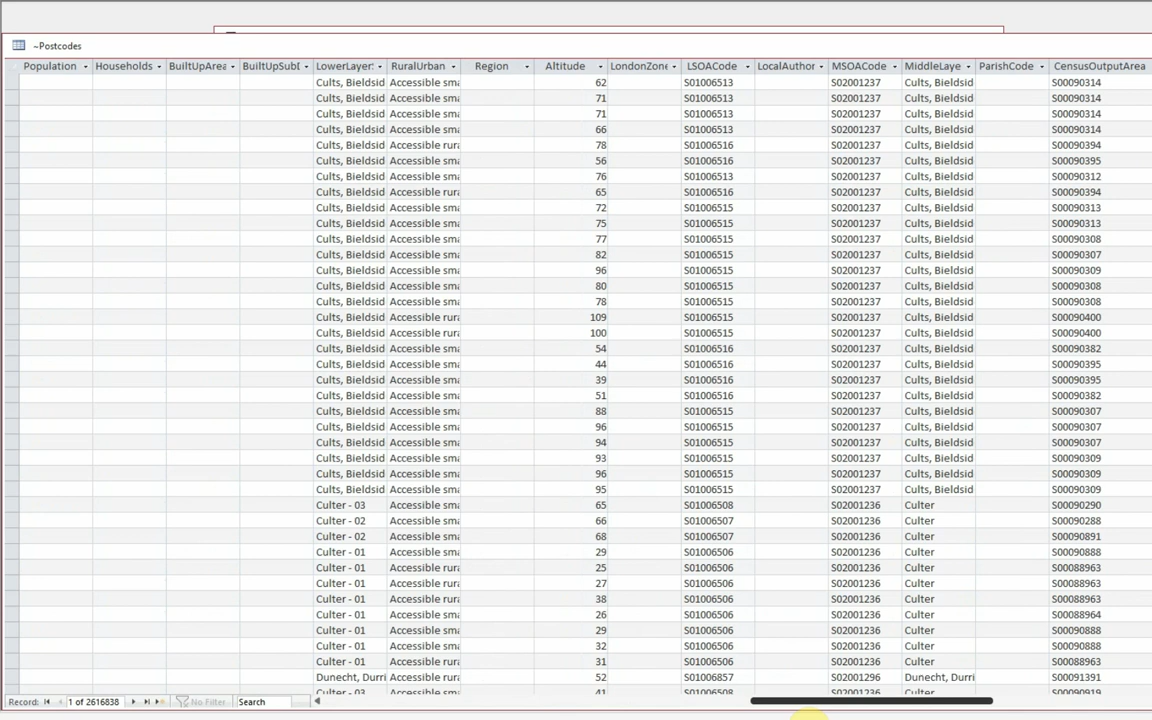 ~Postcodes
Population Households BuiltUpArea BuiltUpSubD LowerLayer: RuralUrban Region Altitude LondonZone LSOACode LocalAuthor MSOACode MiddleLaye ParishCode CensusOutputArea
Cults, Bieldsid Accessible sma 62 S01006513 S02001237 Cults, Bieldsid S00090314
Cults, Bieldsid Accessible sma 71 S01006513 S02001237 Cults, Bieldsid S00090314
Cults, Bieldsid Accessible sma 71 S01006513 S02001237 Cults, Bieldsid S00090314
Cults, Bieldsid Accessible sma 66 S01006513 S02001237 Cults, Bieldsid S00090314
Cults, Bieldsid Accessible rura 78 S01006516 S02001237 Cults, Bieldsid S00090394
Cults, Bieldsid Accessible sma 56 S01006516 S02001237 Cults, Bieldsid S00090395
Cults, Bieldsid Accessible sma 76 S01006513 S02001237 Cults, Bieldsid S00090312
Cults, Bieldsid Accessible rura 65 S01006516 S02001237 Cults, Bieldsid S00090394
Cults, Bieldsid Accessible sma 72 S01006515 S02001237 Cults, Bieldsid S00090313
Cults, Bieldsid Accessible sma 75 S01006515 S02001237 Cults, Bieldsid S00090313
Cults, Bieldsid Accessible sma 77 S01006515 S02001237 Cults, Bieldsid S00090308
Cults, Bieldsid Accessible sma 82 S01006515 S02001237 Cults, Bieldsid S00090307
Cults, Bieldsid Accessible sma 96 S01006515 S02001237 Cults, Bieldsid S00090309
Cults, Bieldsid Accessible sma 80 S01006515 S02001237 Cults, Bieldsid S00090308
Cults, Bieldsid Accessible sma 78 S01006515 S02001237 Cults, Bieldsid S00090308
Cults, Bieldsid Accessible rura 109 S01006515 S02001237 Cults, Bieldsid S00090400
Cults, Bieldsid Accessible rura 100 S01006515 S02001237 Cults, Bieldsid S00090400
Cults, Bieldsid Accessible sma 54 S01006516 S02001237 Cults, Bieldsid S00090382
Cults, Bieldsid Accessible sma 44 S01006516 S02001237 Cults, Bieldsid S00090395
Cults, Bieldsid Accessible sma 39 S01006516 S02001237 Cults, Bieldsid S00090395
Cults, Bieldsid Accessible sma 51 S01006516 S02001237 Cults, Bieldsid S00090382
Cults, Bieldsid Accessible sma 88 S01006515 S02001237 Cults, Bieldsid S00090307
Cults, Bieldsid Accessible sma 96 S01006515 S02001237 Cults, Bieldsid S00090307
Cults, Bieldsid Accessible sma 94 S01006515 S02001237 Cults, Bieldsid S00090307
Cults, Bieldsid Accessible sma 93 S01006515 S02001237 Cults, Bieldsid S00090309
Cults, Bieldsid Accessible sma 96 S01006515 S02001237 Cults, Bieldsid S00090309
Cults, Bieldsid Accessible sma 95 S01006515 S02001237 Cults, Bieldsid S00090309
Culter - 03 Accessible sma 65 S01006508 S02001236 Culter S00090290
Culter - 02 Accessible sma 66 S01006507 S02001236 Culter S00090288
Culter - 02 Accessible sma 68 S01006507 S02001236 Culter S00090891
Culter - 01 Accessible sma 29 S01006506 S02001236 Culter S00090888
Culter - 01 Accessible rura 25 S01006506 S02001236 Culter S00088963
Culter - 01 Accessible rura 27 S01006506 S02001236 Culter S00088963
Culter - 01 Accessible rura 38 S01006506 S02001236 Culter S00088963
Culter - 01 Accessible sma 26 S01006506 S02001236 Culter S00088964
Culter - 01 Accessible sma 29 S01006506 S02001236 Culter S00090888
Culter - 01 Accessible sma 32 S01006506 S02001236 Culter S00090888
Culter - 01 Accessible rura 31 S01006506 S02001236 Culter S00088963
Dunecht, Durri Accessible rura 52 S01006857 S02001296 Dunecht, Durri S00091391
Culter - 03 Accessible sma 41 S01006508 S02001236 Culter S00090919
Record: 1 of 2616838 No Filter Search